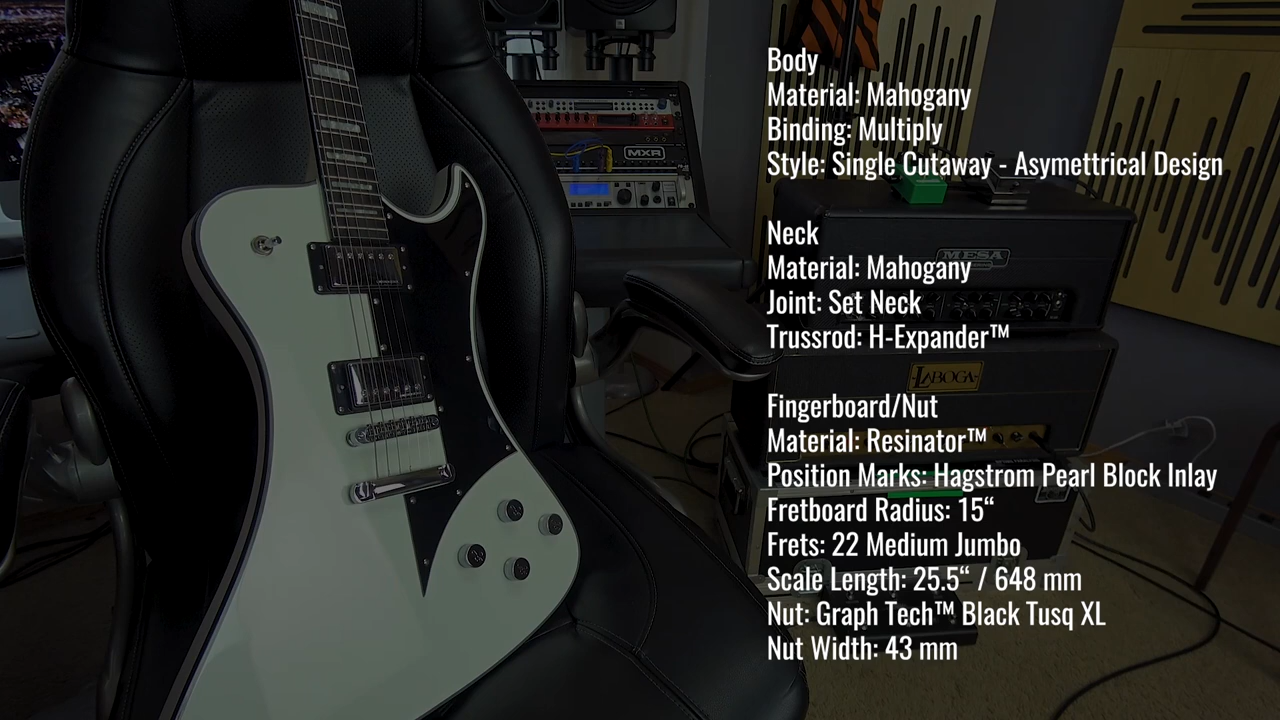 Body
Material: Mahogany
Binding: Multiply
Style: Single Cutaway - Asymettrical Design
Neck
Material: Mahogany
Joint: Set Neck
Trussrod: H-Expander™
Fingerboard/Nut
Material: Resinator™
Position Marks: Hagstrom Pearl Block Inlay
Fretboard Radius: 15“
Frets: 22 Medium Jumbo
Scale Length: 25.5“ / 648 mm
Nut: Graph Tech™ Black Tusq XL
Nut Width: 43 mm
MXR
MESA
LABOGA